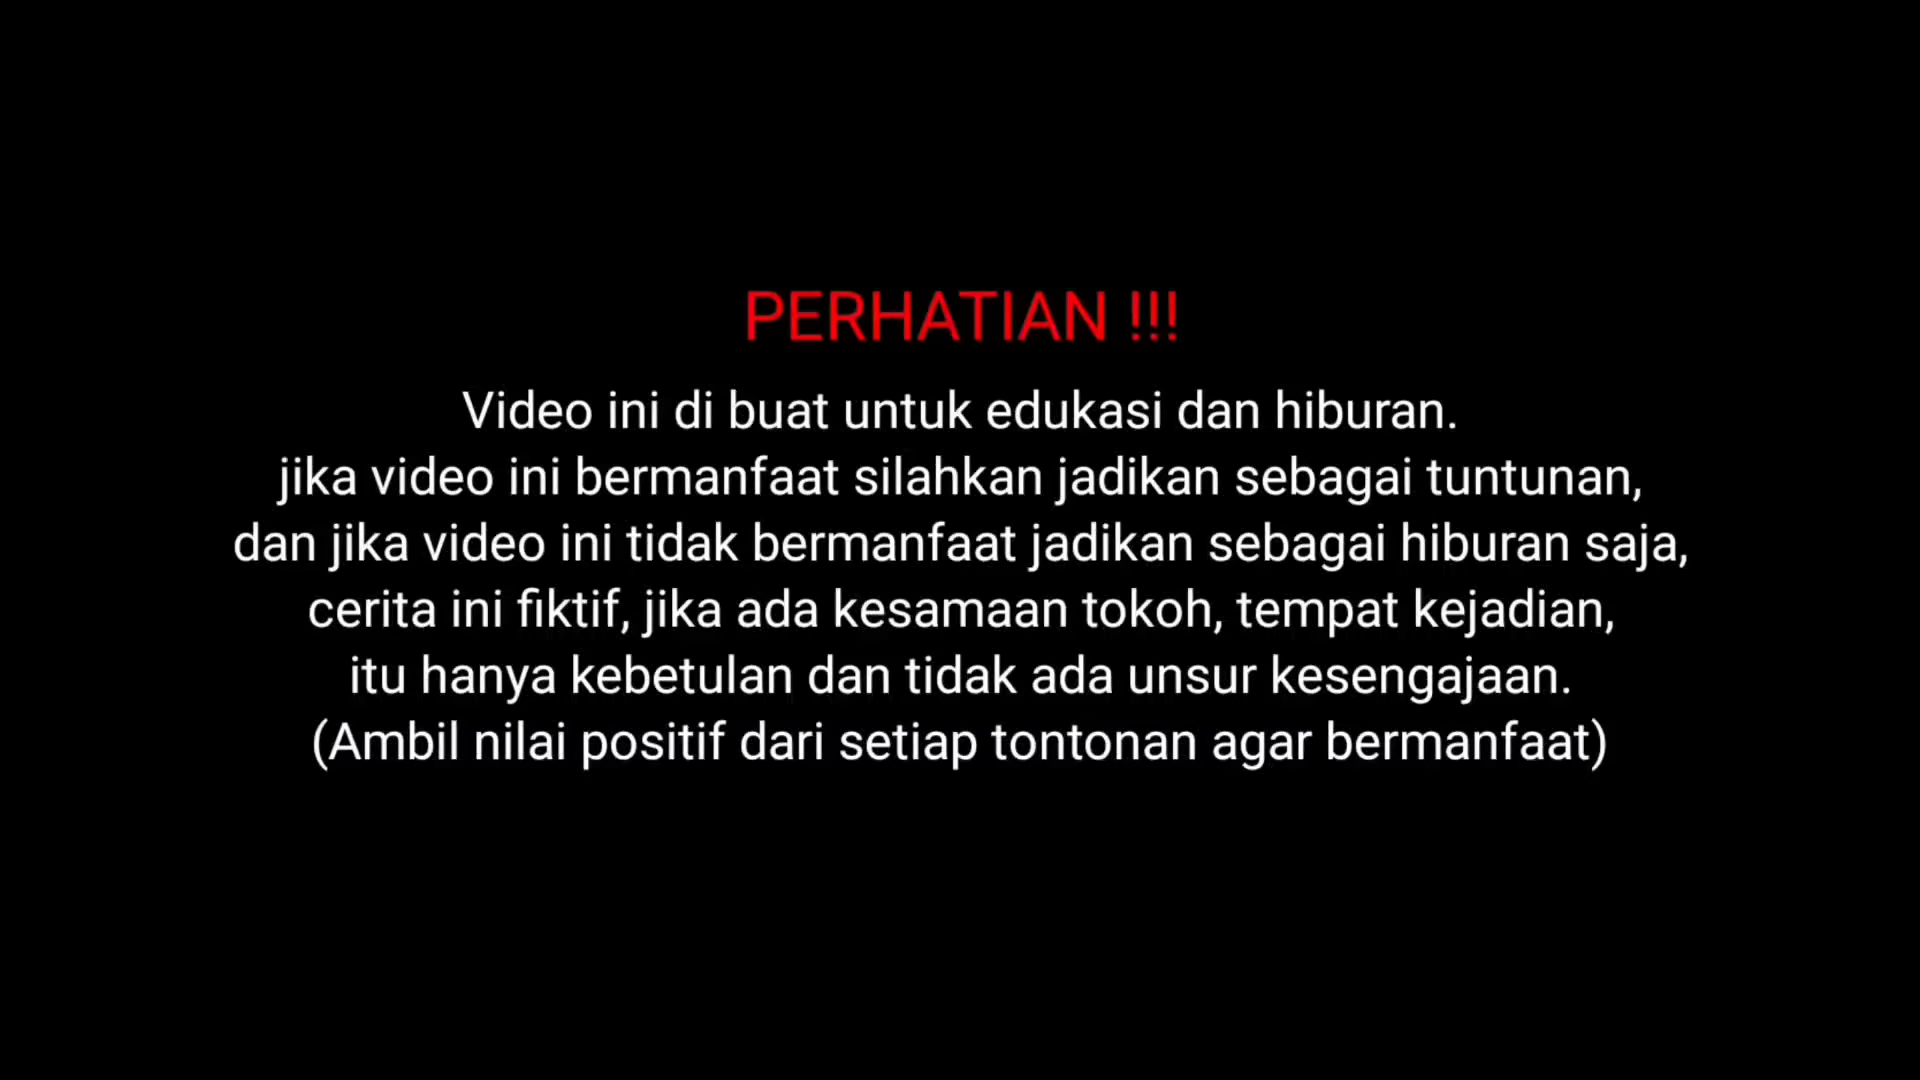 PERHATIAN !!!
Video ini di buat untuk edukasi dan hiburan.
jika video ini bermanfaat silahkan jadikan sebagai tuntunan,
dan jika video ini tidak bermanfaat jadikan sebagai hiburan saja,
cerita ini fiktif, jika ada kesamaan tokoh, tempat kejadian,
itu hanya kebetulan dan tidak ada unsur kesengajaan.
(Ambil nilai positif dari setiap tontonan agar bermanfaat)